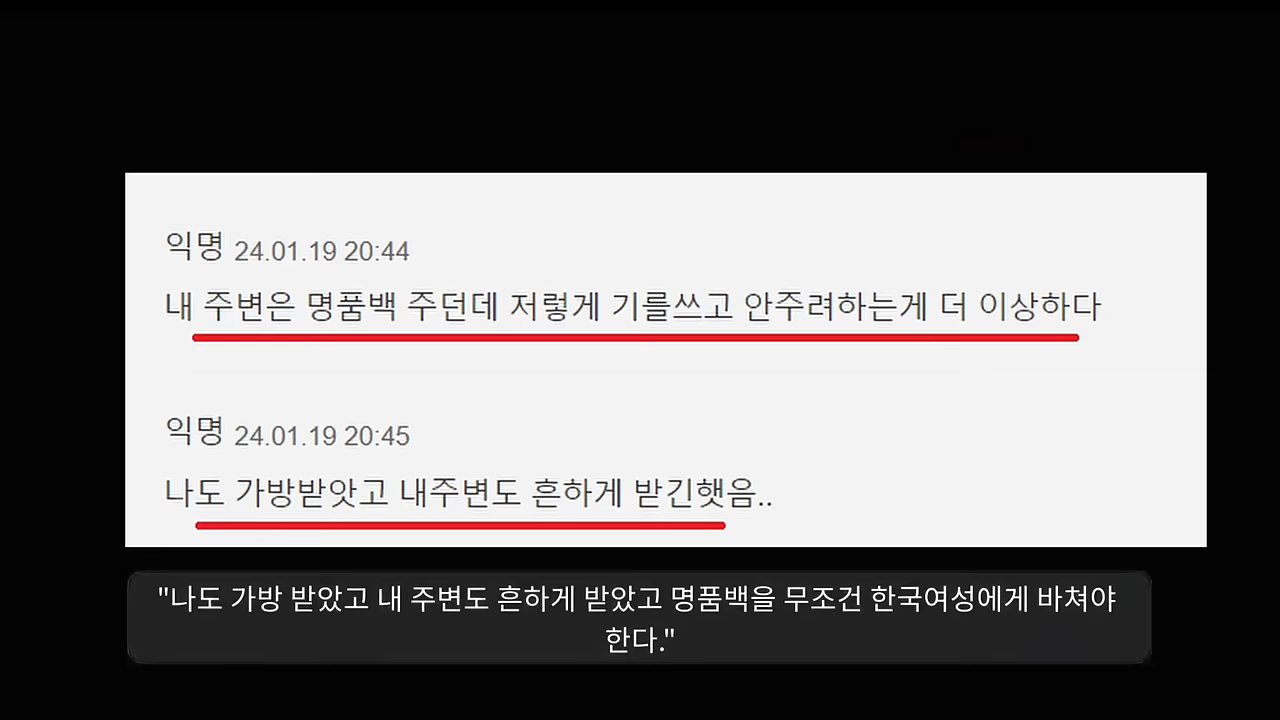 익명 24.01.19 20:44
내 주변은 명품백 주던데 저렇게 기를쓰고 안주려하는게 더 이상하다
익명 24.01.19 20:45
나도 가방받앗고 내주변도 흔하게 받긴햇음..
"나도 가방 받았고 내 주변도 흔하게 받았고 명품백을 무조건 한국여성에게 바쳐야
한다."